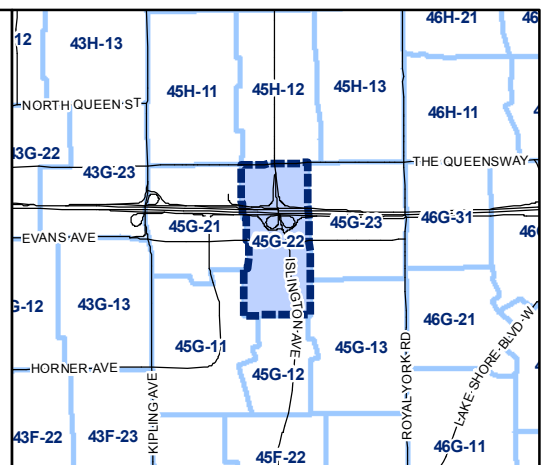 46H-21
46
12
43H-13
45H-11
45H-12
45H-13
46H-11
NORTH QUEEN ST
43G-22
43G-23
THE QUEENSWAY
45G-21
45G-23
46G-31
EVANS AVE
45G-22
46G
G-12
43G-13
ISLINGTON AVE
46G-21
45G-11
45G-13
HORNER AVE
45G-12
KIPLING AVE
ROYAL YORK RD
LAKE SHORE BLVD W
43F-22
43F-23
45F-22
46G-11